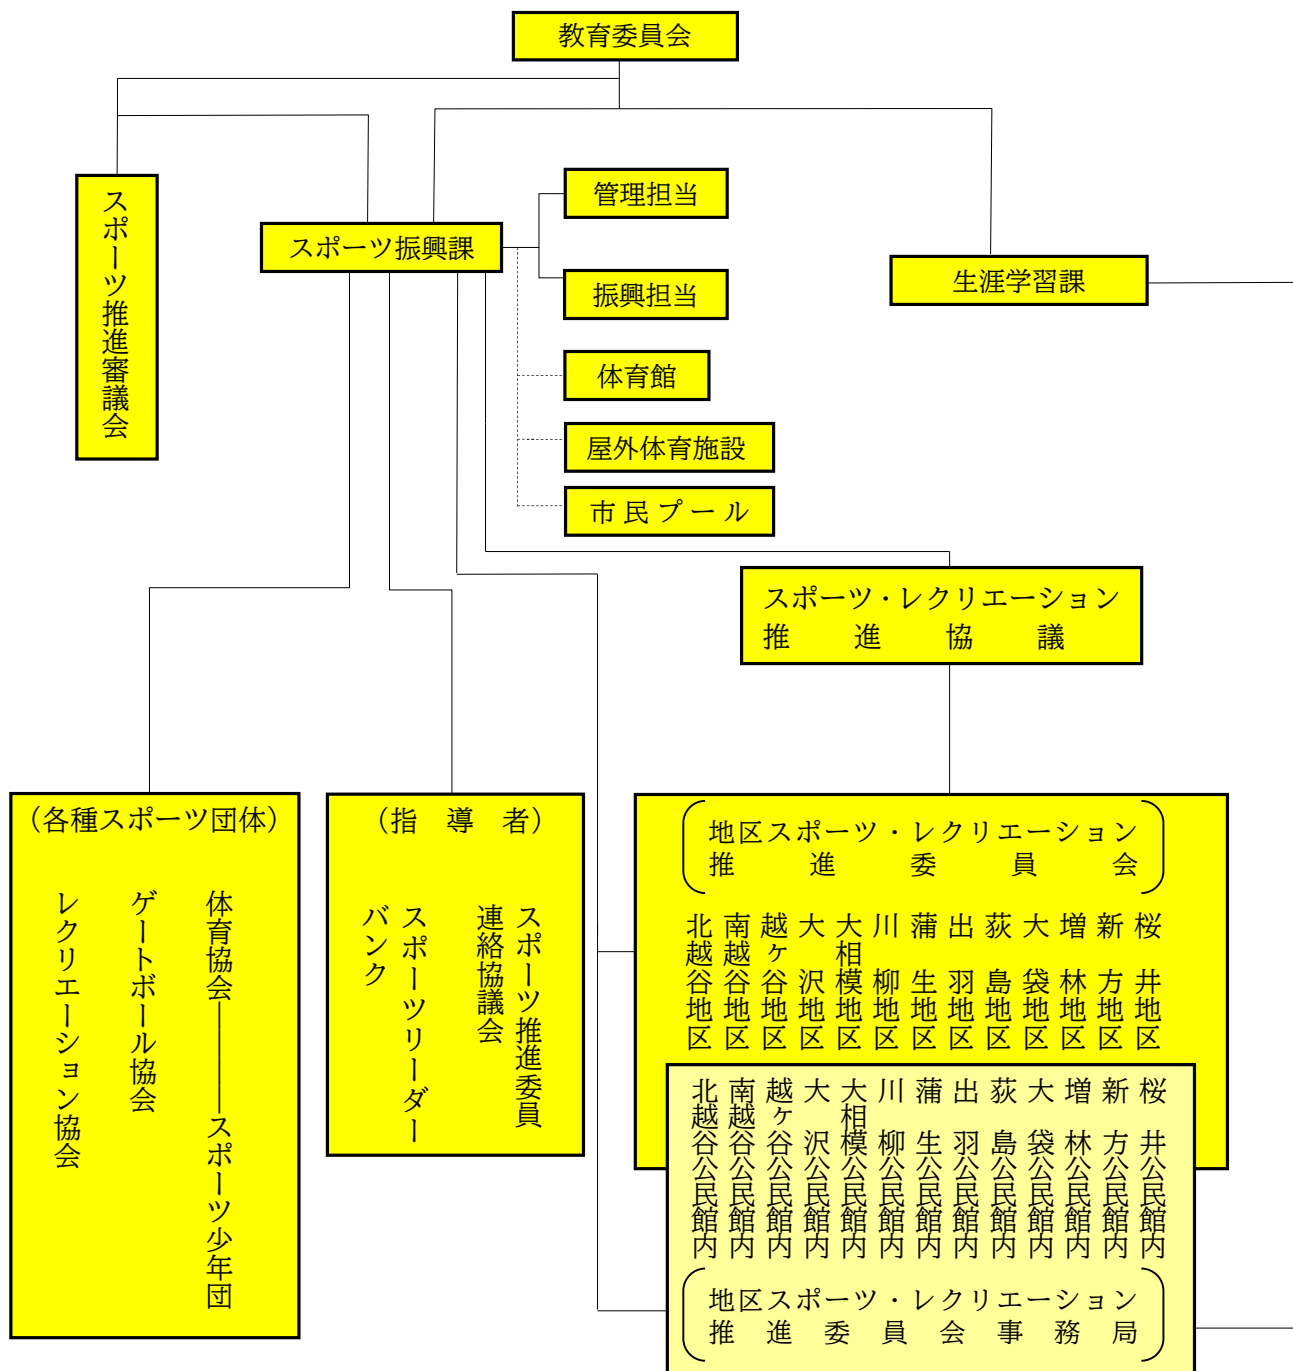 教育委員会
スポーツ推進審議会
スポーツ振興課
管理担当
振興担当
体育館
屋外体育施設
市民プール
生涯学習課
スポーツ・レクリエーション
推進協議
（各種スポーツ団体）
体育協会――――スポーツ少年団
ゲートボール協会
レクリエーション協会
（指導者）
スポーツ推進委員
連絡協議会
スポーツリーダー
バンク
地区スポーツ・レクリエーション
推進委員会
桜井地区
新方地区
増林地区
大袋地区
荻島地区
出羽地区
蒲生地区
川柳地区
大相模地区
大沢地区
越ヶ谷地区
南越谷地区
北越谷地区
桜井公民館内
新方公民館内
増林公民館内
大袋公民館内
荻島公民館内
出羽公民館内
蒲生公民館内
川柳公民館内
大相模公民館内
大沢公民館内
越ヶ谷公民館内
南越谷公民館内
北越谷公民館内
地区スポーツ・レクリエーション
推進委員会事務局